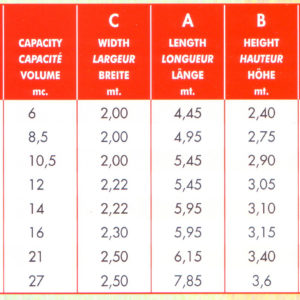 C A B
CAPACITY WIDTH LENGTH HEIGHT
CAPACITÉ LARGEUR LONGUEUR HAUTEUR
VOLUME BREITE LÄNGE HÖHE
mc. mt. mt. mt.
6 2,00 4,45 2,40
8,5 2,00 4,95 2,75
10,5 2,00 5,45 2,90
12 2,22 5,45 3,05
14 2,22 5,95 3,10
16 2,30 5,95 3,15
21 2,50 6,15 3,40
27 2,50 7,85 3,6